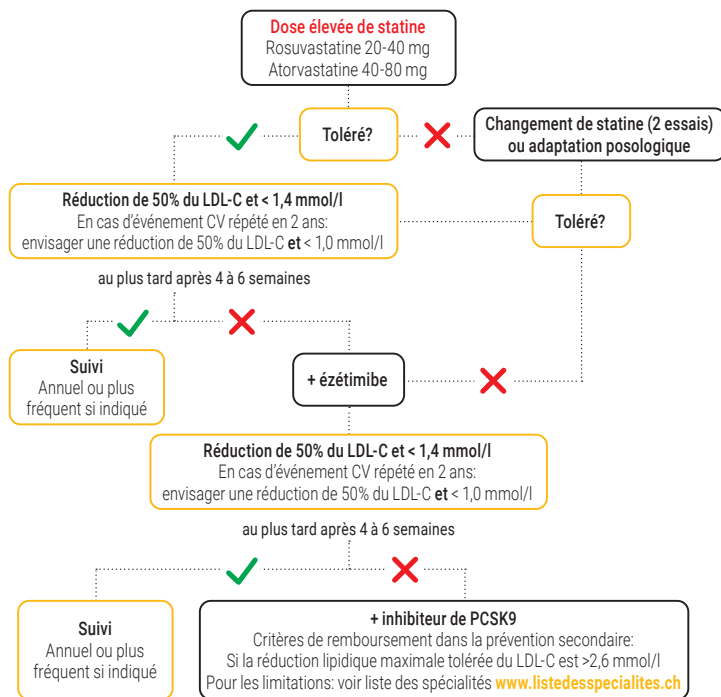 Dose élevée de statine
Rosuvastatine 20-40 mg
Atorvastatine 40-80 mg
Toléré?
Changement de statine (2 essais)
ou adaptation posologique
Réduction de 50% du LDL-C et < 1,4 mmol/l
En cas d'événement CV répété en 2 ans:
envisager une réduction de 50% du LDL-C et < 1,0 mmol/l
Toléré?
au plus tard après 4 à 6 semaines
Suivi
Annuel ou plus
fréquent si indiqué
+ ézétimibe
Réduction de 50% du LDL-C et < 1,4 mmol/l
En cas d'événement CV répété en 2 ans:
envisager une réduction de 50% du LDL-C et < 1,0 mmol/l
au plus tard après 4 à 6 semaines
Suivi
Annuel ou plus
fréquent si indiqué
+ inhibiteur de PCSK9
Critères de remboursement dans la prévention secondaire:
Si la réduction lipidique maximale tolérée du LDL-C est >2,6 mmol/l
Pour les limitations: voir liste des spécialités www.listedesspecialites.ch